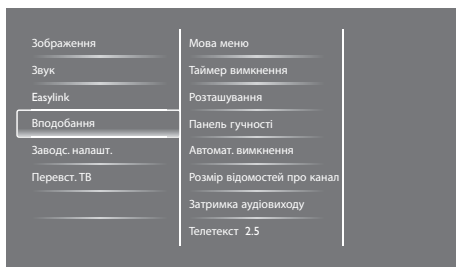 Зображення
Звук
Easylink
Вподобання
Заводс. налашт.
Перевст. ТВ
Мова меню
Таймер вимкнення
Розташування
Панель гучності
Автомат. вимкнення
Розмір відомостей про канал
Затримка аудіовиходу
Телетекст 2.5